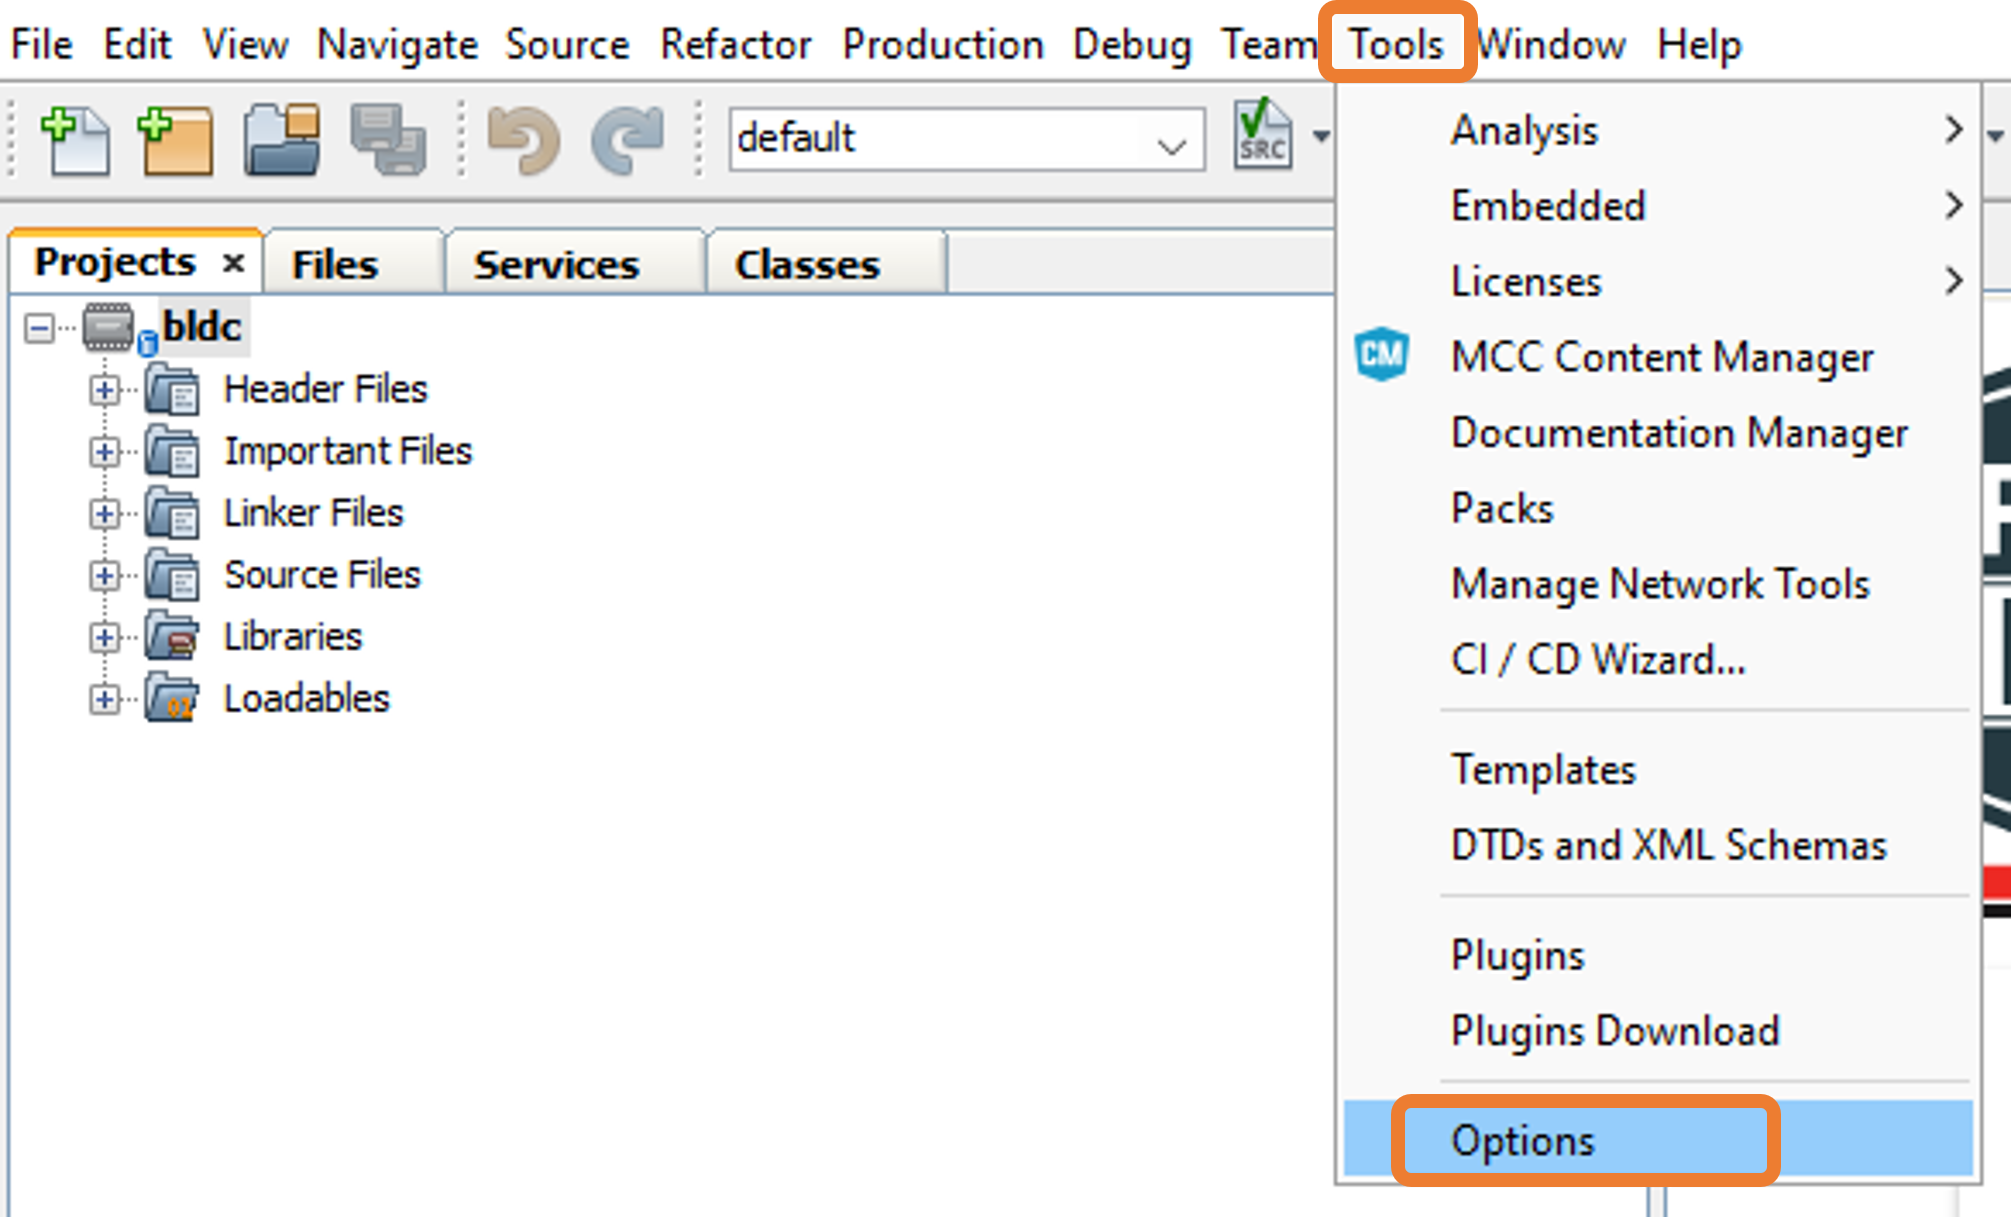 File Edit View Navigate Source Refactor Production Debug Team Tools Window Help
default
SRC
Projects × Files Services Classes
bldc
Header Files
Important Files
Linker Files
Source Files
Libraries
Loadables
Analysis
Embedded
Licenses
CM MCC Content Manager
Documentation Manager
Packs
Manage Network Tools
CI / CD Wizard...
Templates
DTDs and XML Schemas
Plugins
Plugins Download
Options